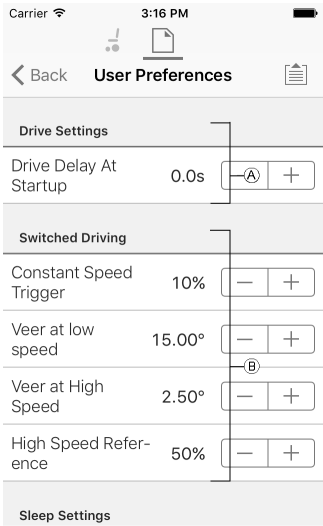 Carrier 3:16 PM
Back User Preferences
Drive Settings
Drive Delay At
Startup
0.0s
A
+
Switched Driving
Constant Speed
Trigger
10%
− +
Veer at low
speed
15.00°
− +
B
Veer at High
Speed
2.50°
− +
High Speed Refer-
ence
50%
− +
Sleep Settings